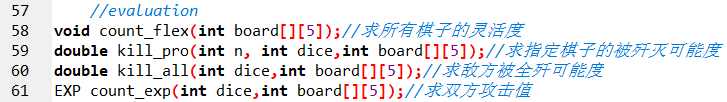 57 //evaluation
58 void count_flex(int board[][5]);//求所有棋子的灵活度
59 double kill_pro(int n, int dice,int board[][5]);//求指定棋子的被歼灭可能度
60 double kill_all(int dice,int board[][5]);//求敌方被全歼可能度
61 EXP count_exp(int dice,int board[][5]);//求双方攻击值